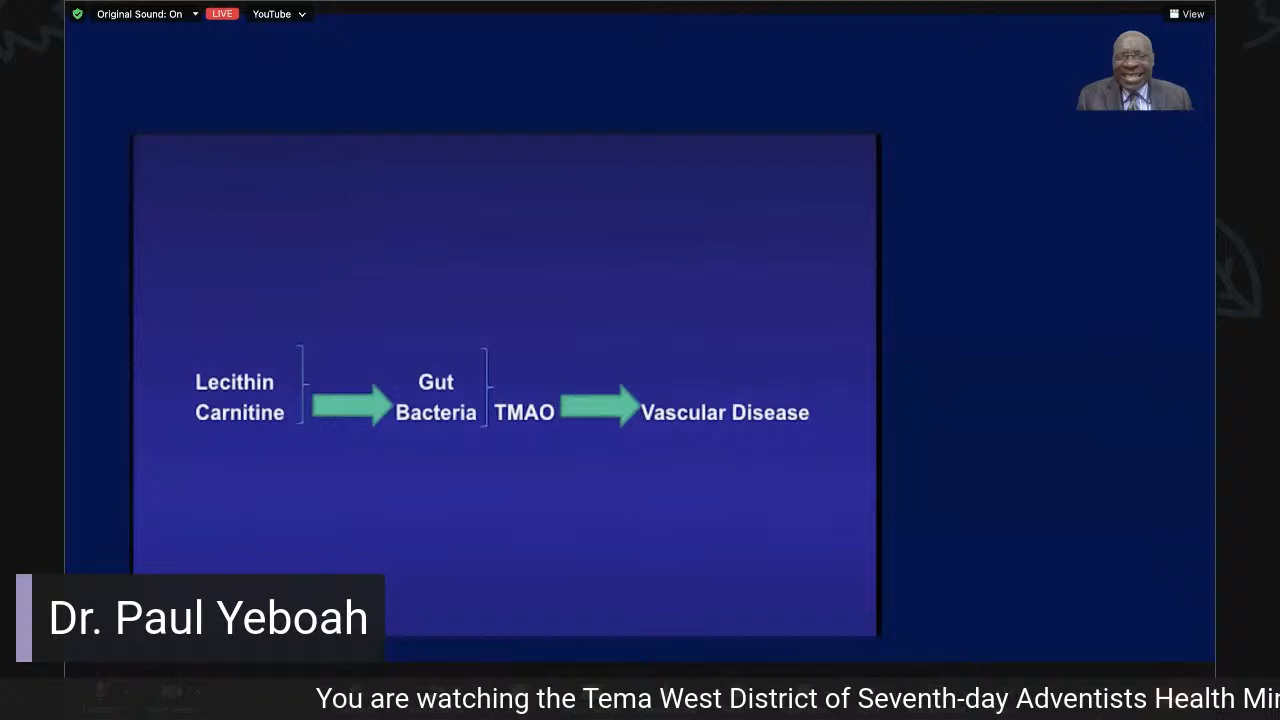 Original Sound: On
LIVE
YouTube
View
Lecithin
Carnitine
Gut
Bacteria
TMAO
Vascular Disease
Dr. Paul Yeboah
You are watching the Tema West District of Seventh-day Adventists Health